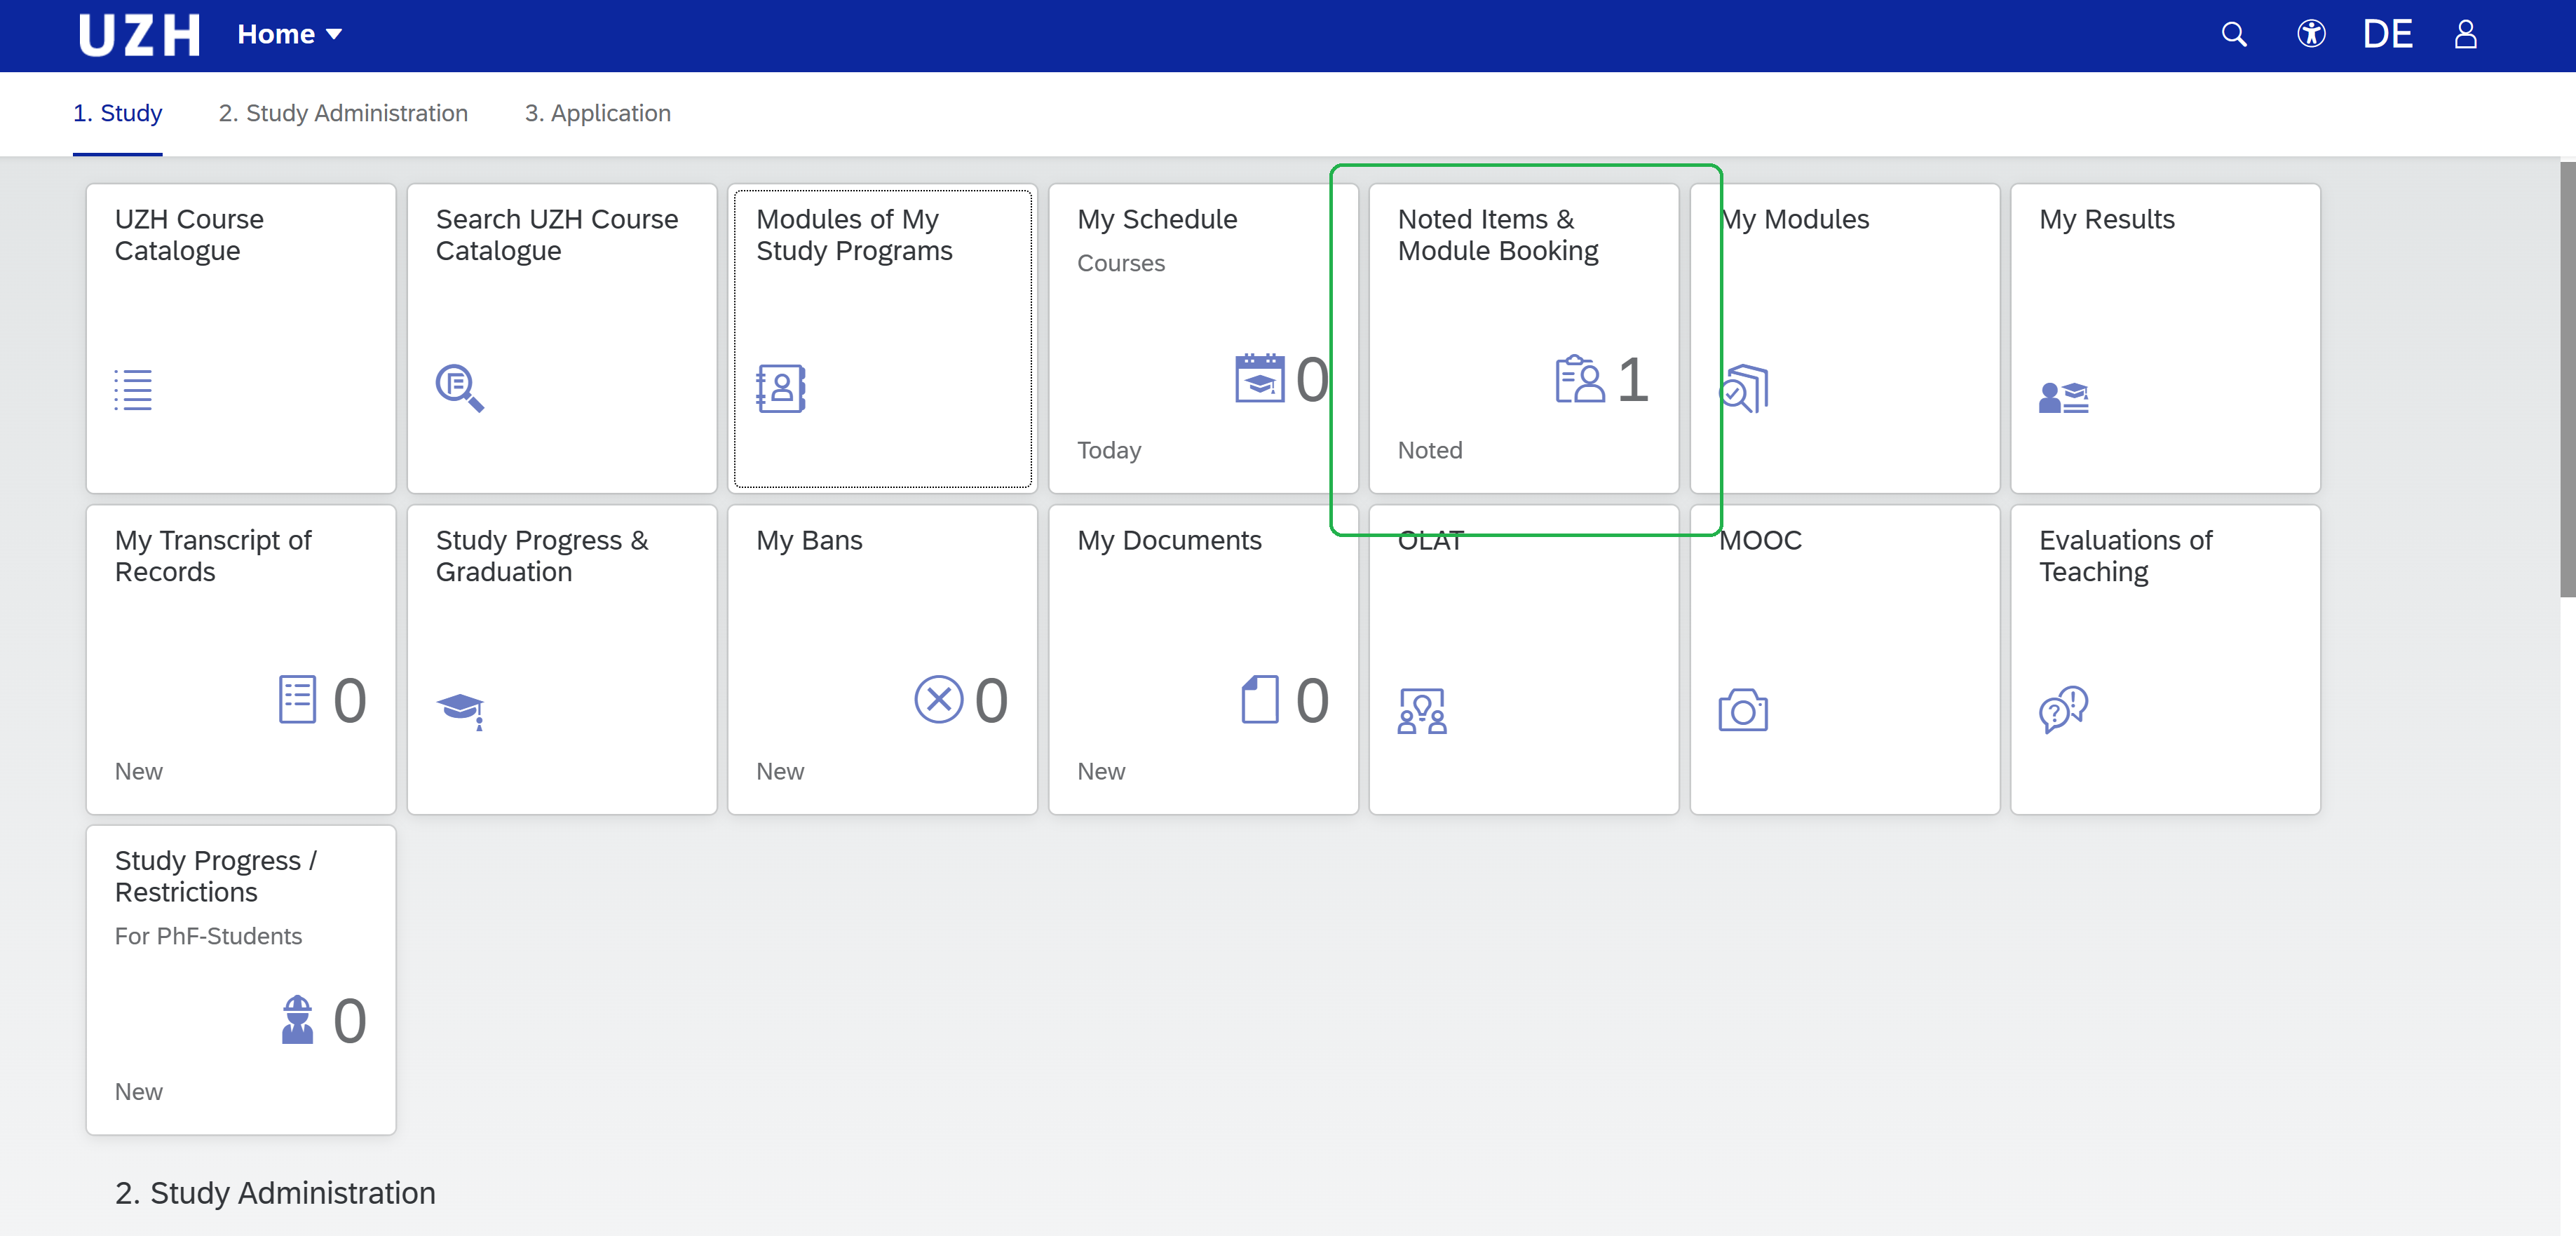 UZH Home DE
1. Study 2. Study Administration 3. Application
UZH Course
Catalogue
Search UZH Course
Catalogue
Modules of My
Study Programs
My Schedule
Courses
0
Today
Noted Items &
Module Booking
1
Noted
My Modules
My Results
My Transcript of
Records
0
New
Study Progress &
Graduation
My Bans
0
New
My Documents
0
New
OLAT
MOOC
Evaluations of
Teaching
Study Progress /
Restrictions
For PhF-Students
0
New
2. Study Administration